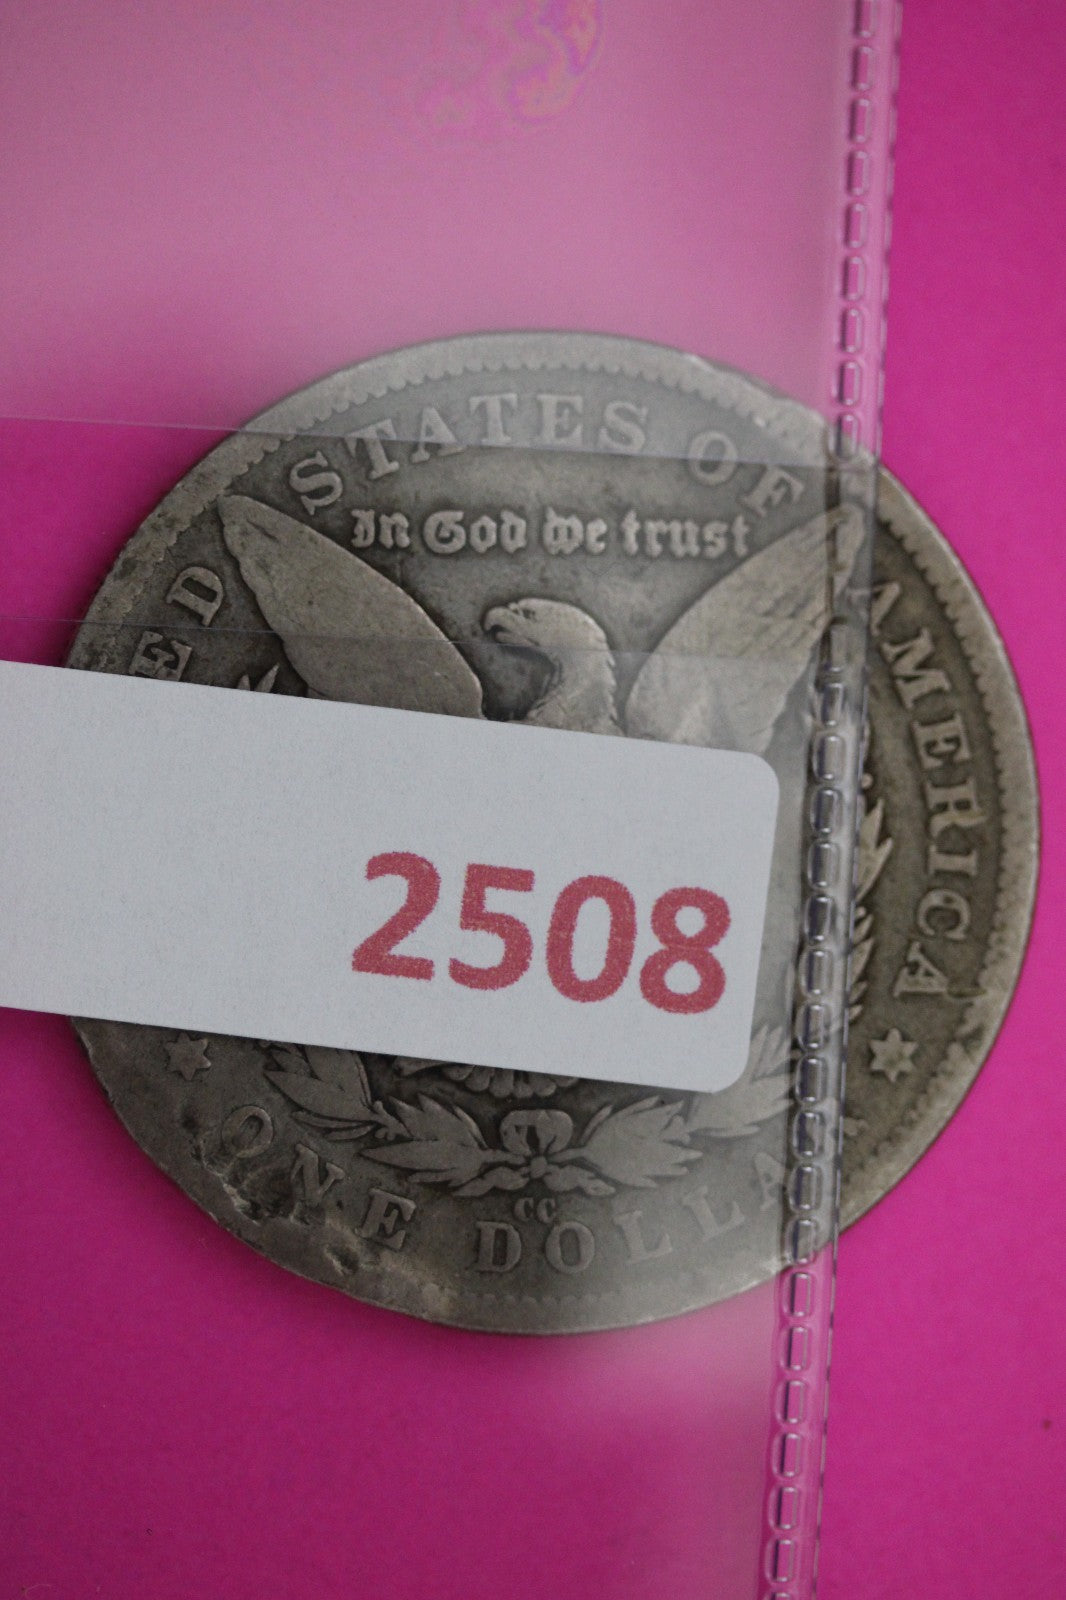 ED STATES OF AMERICA
In God we trust
2508
CC
ONE DOLLA